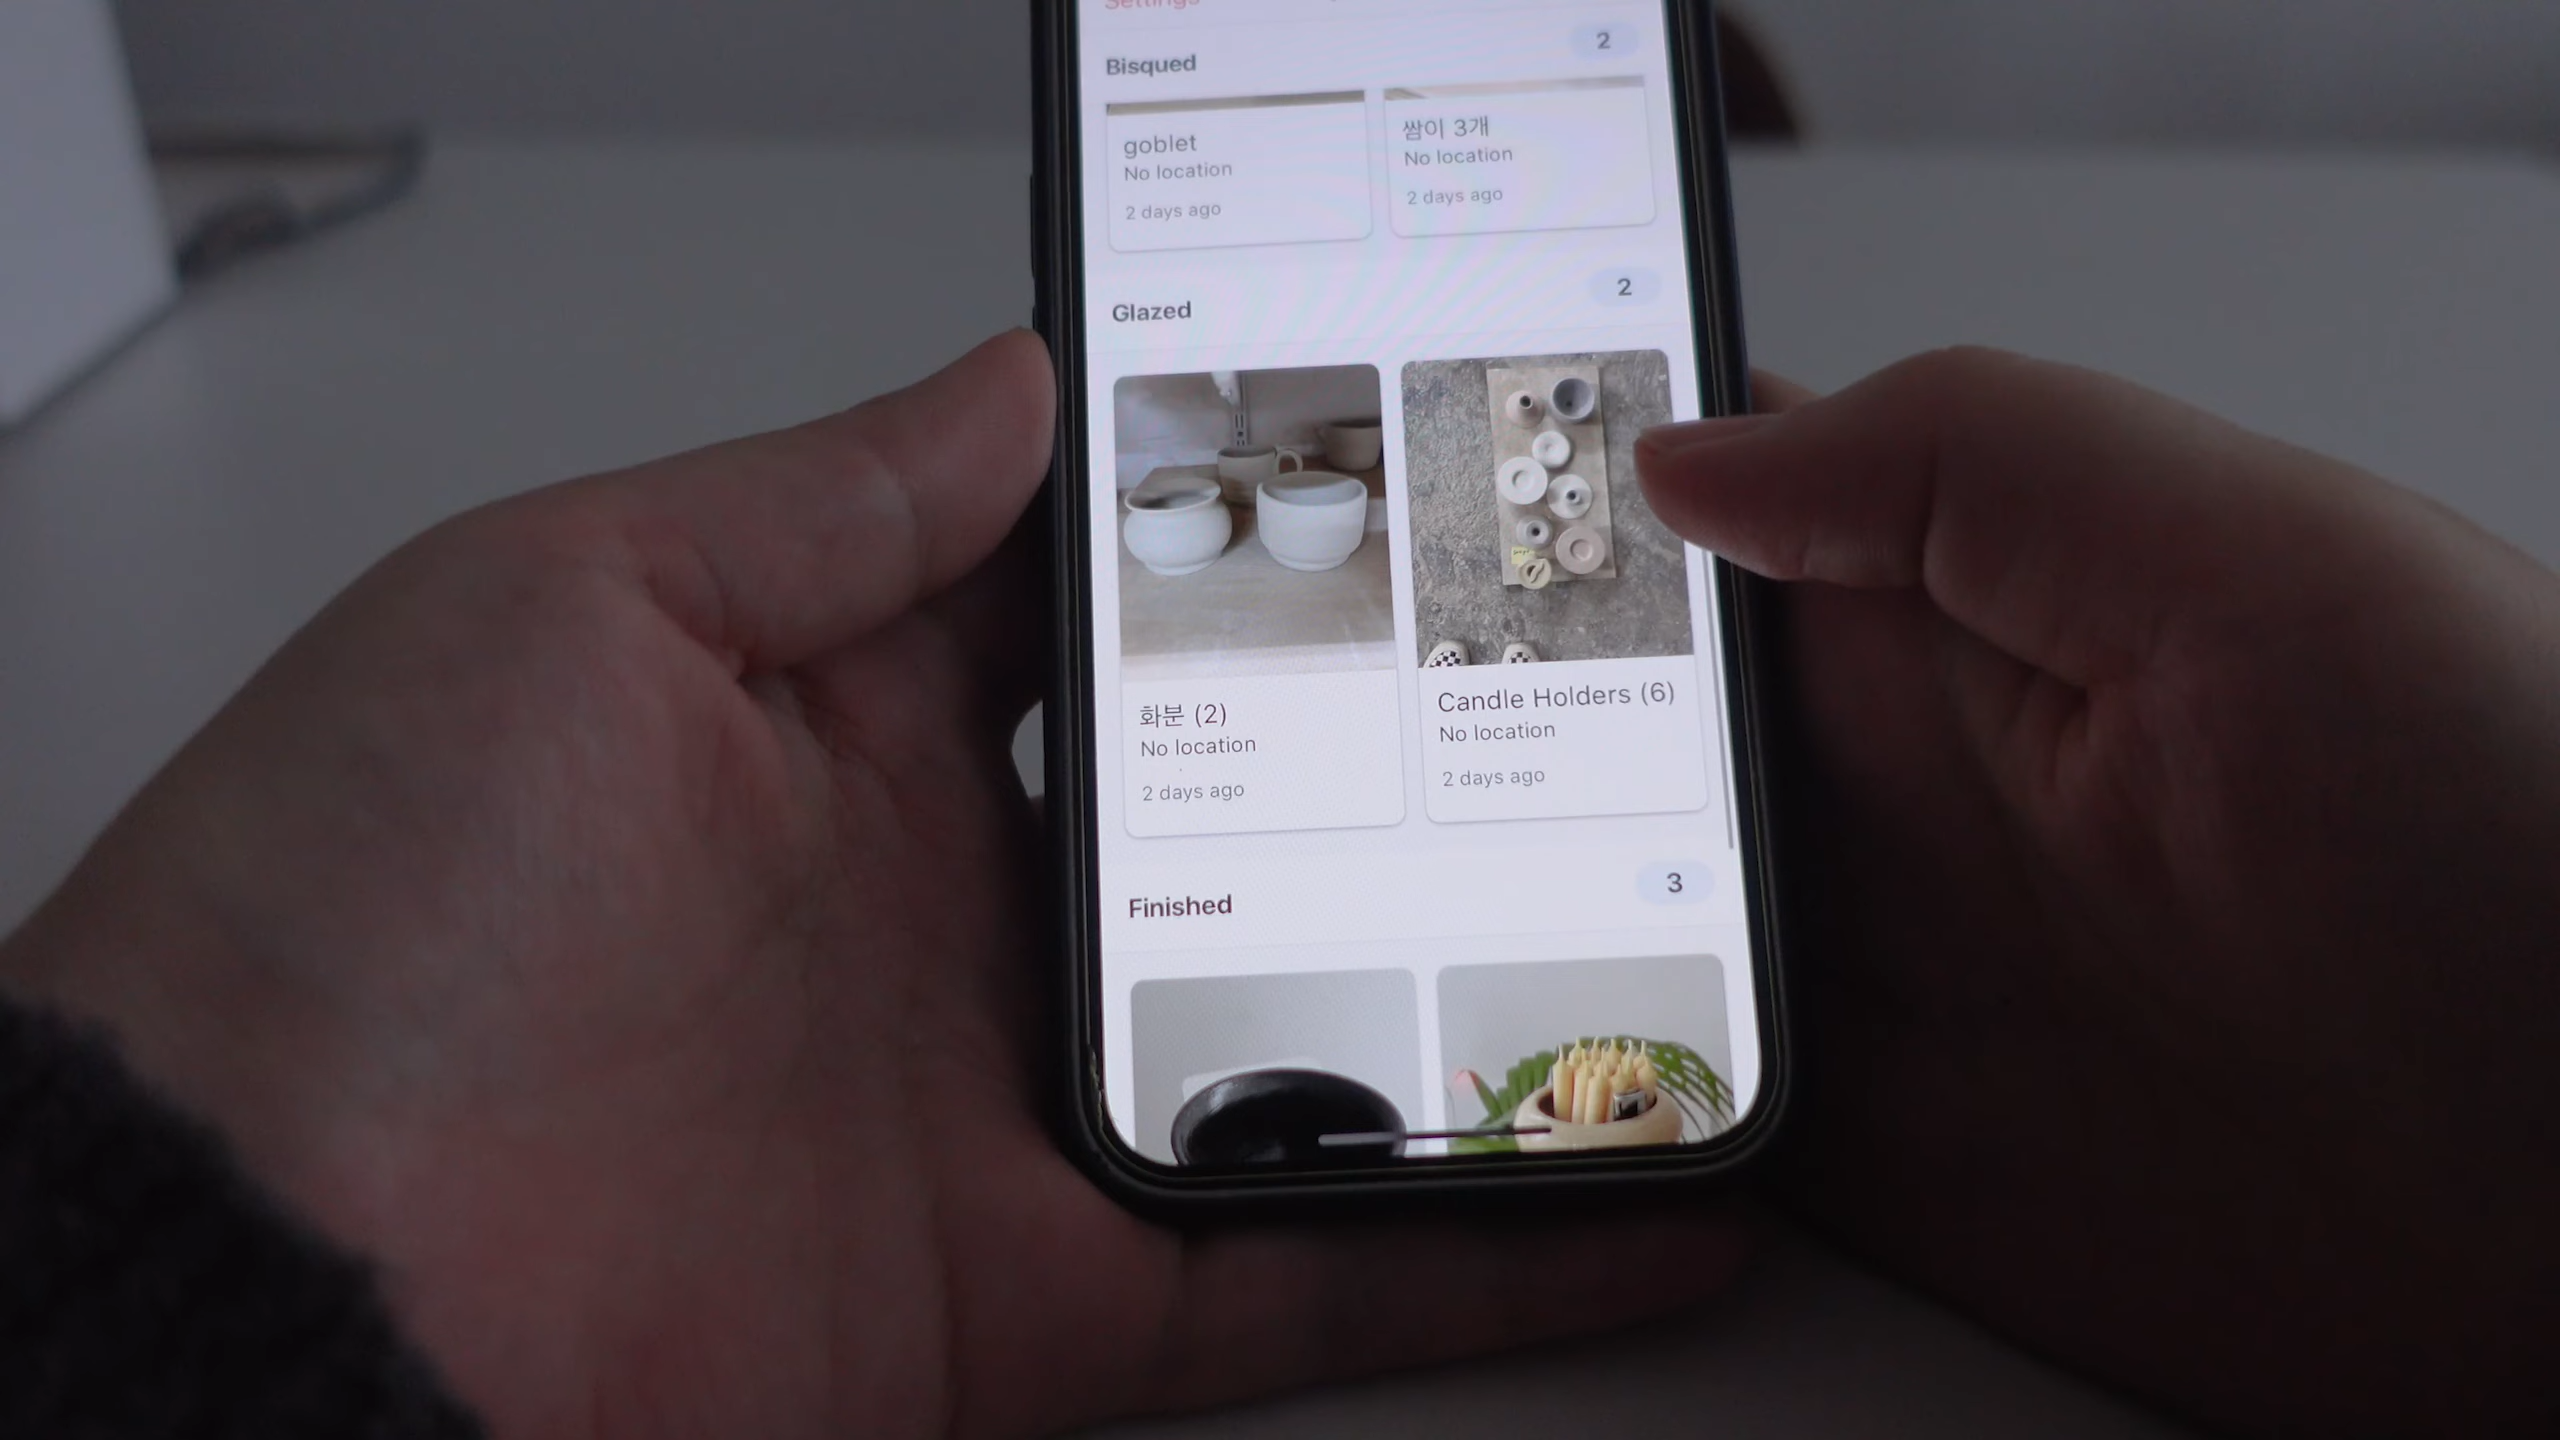 Settings
Bisqued
2
goblet
No location
2 days ago
쌈이 3개
No location
2 days ago
Glazed
2
화분 (2)
No location
2 days ago
Candle Holders (6)
No location
2 days ago
Finished
3